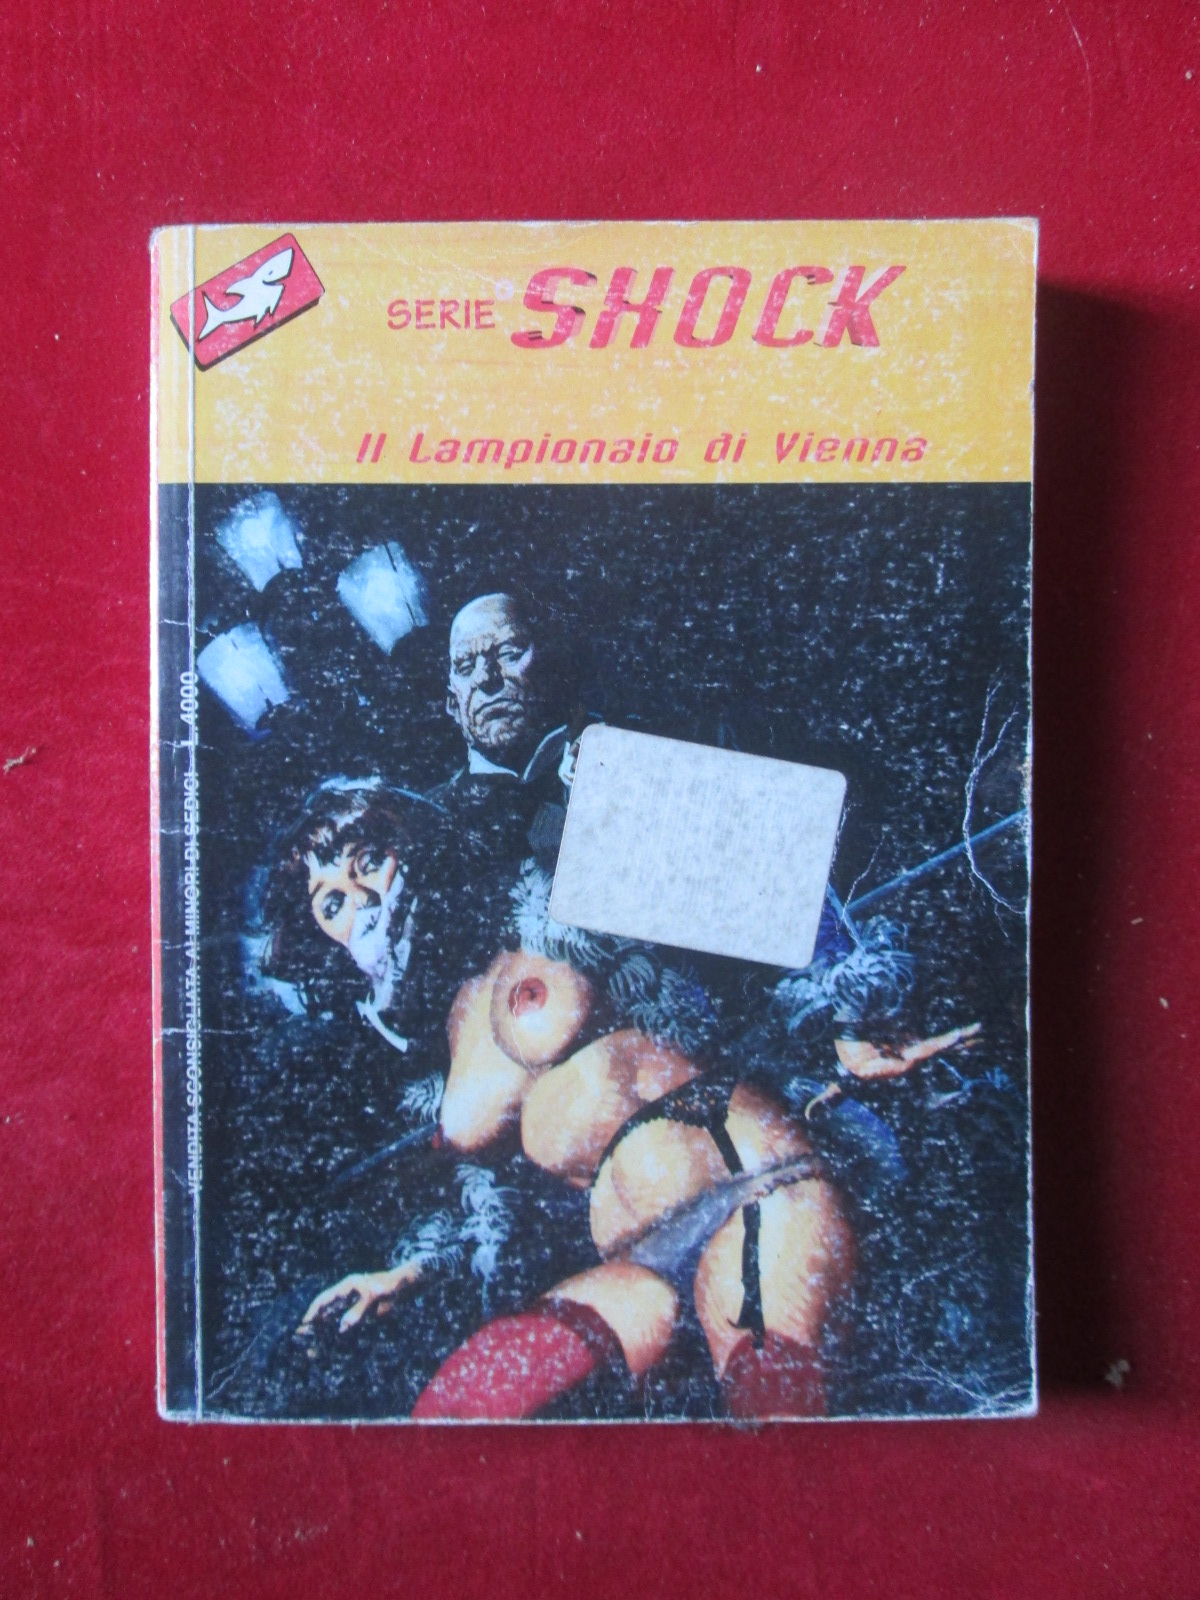 SERIE SHOCK
Il Lampionaio di Vienna
VENDITA SCONSIGLIATA AI MINORI DI SEDICI L. 4000